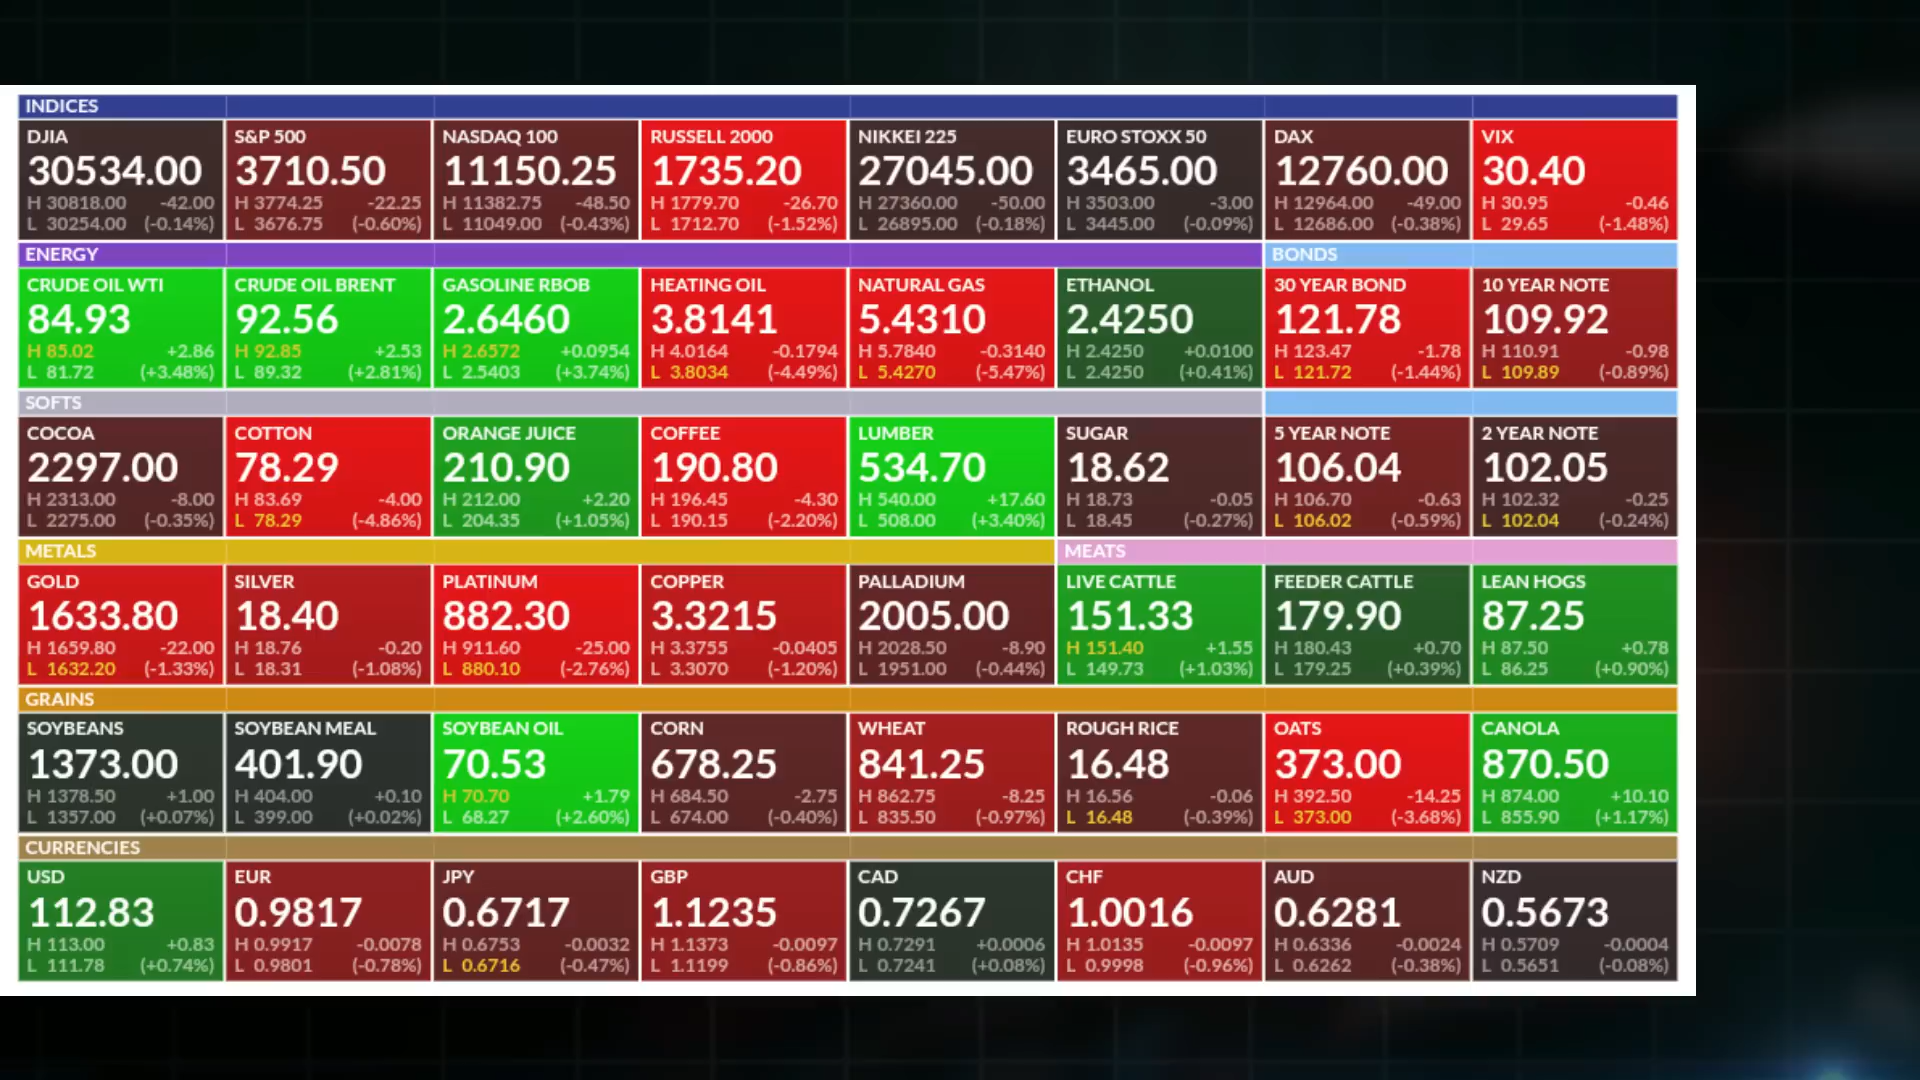 INDICES
DJIA
30534.00
H 30818.00 -42.00
L 30254.00 (-0.14%)
S&P 500
3710.50
H 3774.25 -22.25
L 3676.75 (-0.60%)
NASDAQ 100
11150.25
H 11382.75 -48.50
L 11049.00 (-0.43%)
RUSSELL 2000
1735.20
H 1779.70 -26.70
L 1712.70 (-1.52%)
NIKKEI 225
27045.00
H 27360.00 -50.00
L 26895.00 (-0.18%)
EURO STOXX 50
3465.00
H 3503.00 -3.00
L 3445.00 (-0.09%)
DAX
12760.00
H 12964.00 -49.00
L 12686.00 (-0.38%)
VIX
30.40
H 30.95 -0.46
L 29.65 (-1.48%)
ENERGY
CRUDE OIL WTI
84.93
H 85.02 +2.86
L 81.72 (+3.48%)
CRUDE OIL BRENT
92.56
H 92.85 +2.53
L 89.32 (+2.81%)
GASOLINE RBOB
2.6460
H 2.6572 +0.0954
L 2.5403 (+3.74%)
HEATING OIL
3.8141
H 4.0164 -0.1794
L 3.8034 (-4.49%)
NATURAL GAS
5.4310
H 5.7840 -0.3140
L 5.4270 (-5.47%)
ETHANOL
2.4250
H 2.4250 +0.0100
L 2.4250 (+0.41%)
BONDS
30 YEAR BOND
121.78
H 123.47 -1.78
L 121.72 (-1.44%)
10 YEAR NOTE
109.92
H 110.91 -0.98
L 109.89 (-0.89%)
SOFTS
COCOA
2297.00
H 2313.00 -8.00
L 2275.00 (-0.35%)
COTTON
78.29
H 83.69 -4.00
L 78.29 (-4.86%)
ORANGE JUICE
210.90
H 212.00 +2.20
L 204.35 (+1.05%)
COFFEE
190.80
H 196.45 -4.30
L 190.15 (-2.20%)
LUMBER
534.70
H 540.00 +17.60
L 508.00 (+3.40%)
SUGAR
18.62
H 18.73 -0.05
L 18.45 (-0.27%)
5 YEAR NOTE
106.04
H 106.70 -0.63
L 106.02 (-0.59%)
2 YEAR NOTE
102.05
H 102.32 -0.25
L 102.04 (-0.24%)
METALS
GOLD
1633.80
H 1659.80 -22.00
L 1632.20 (-1.33%)
SILVER
18.40
H 18.76 -0.20
L 18.31 (-1.08%)
PLATINUM
882.30
H 911.60 -25.00
L 880.10 (-2.76%)
COPPER
3.3215
H 3.3755 -0.0405
L 3.3070 (-1.20%)
PALLADIUM
2005.00
H 2028.50 -8.90
L 1951.00 (-0.44%)
MEATS
LIVE CATTLE
151.33
H 151.40 +1.55
L 149.73 (+1.03%)
FEEDER CATTLE
179.90
H 180.43 +0.70
L 179.25 (+0.39%)
LEAN HOGS
87.25
H 87.50 +0.78
L 86.25 (+0.90%)
GRAINS
SOYBEANS
1373.00
H 1378.50 +1.00
L 1357.00 (+0.07%)
SOYBEAN MEAL
401.90
H 404.00 +0.10
L 399.00 (+0.02%)
SOYBEAN OIL
70.53
H 70.70 +1.79
L 68.27 (+2.60%)
CORN
678.25
H 684.50 -2.75
L 674.00 (-0.40%)
WHEAT
841.25
H 862.75 -8.25
L 835.50 (-0.97%)
ROUGH RICE
16.48
H 16.56 -0.06
L 16.48 (-0.39%)
OATS
373.00
H 392.50 -14.25
L 373.00 (-3.68%)
CANOLA
870.50
H 874.00 +10.10
L 855.90 (+1.17%)
CURRENCIES
USD
112.83
H 113.00 +0.83
L 111.78 (+0.74%)
EUR
0.9817
H 0.9917 -0.0078
L 0.9801 (-0.78%)
JPY
0.6717
H 0.6753 -0.0032
L 0.6716 (-0.47%)
GBP
1.1235
H 1.1373 -0.0097
L 1.1199 (-0.86%)
CAD
0.7267
H 0.7291 +0.0006
L 0.7241 (+0.08%)
CHF
1.0016
H 1.0135 -0.0097
L 0.9998 (-0.96%)
AUD
0.6281
H 0.6336 -0.0024
L 0.6262 (-0.38%)
NZD
0.5673
H 0.5709 -0.0004
L 0.5651 (-0.08%)